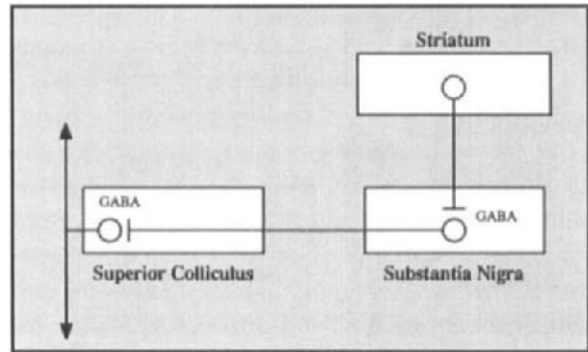 Striatum
GABA
GABA
Superior Colliculus
Substantia Nigra